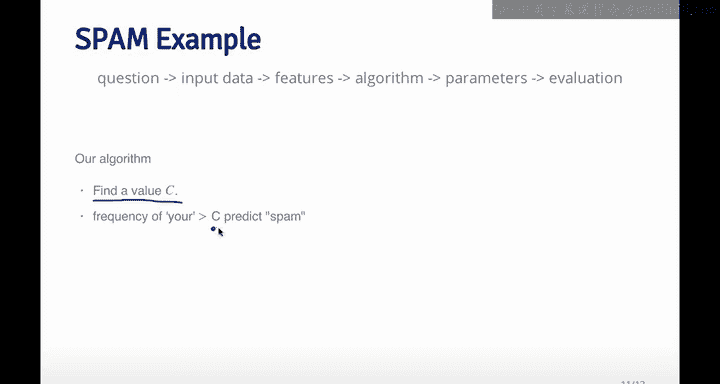 SPAM Example
question -> input data -> features -> algorithm -> parameters -> evaluation
Our algorithm
· Find a value C.
· frequency of 'your' > C predict "spam"